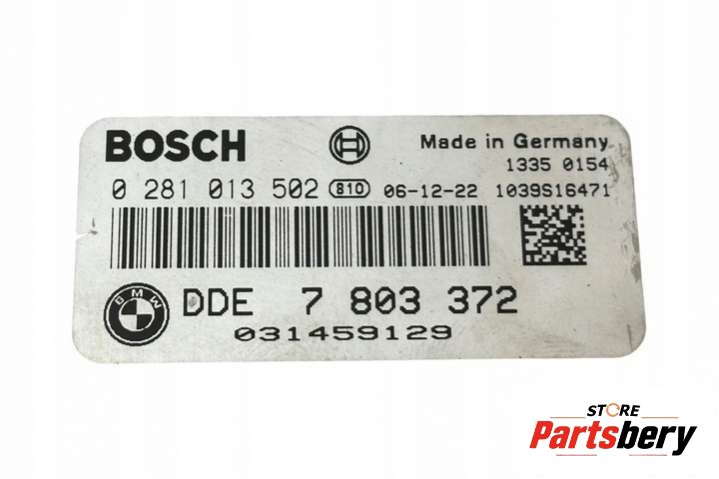 BOSCH Made in Germany
1335 0154
0 281 013 502 810 06-12-22 1039S16471
BMW DDE 7 803 372
031459129
STORE
Partsbery